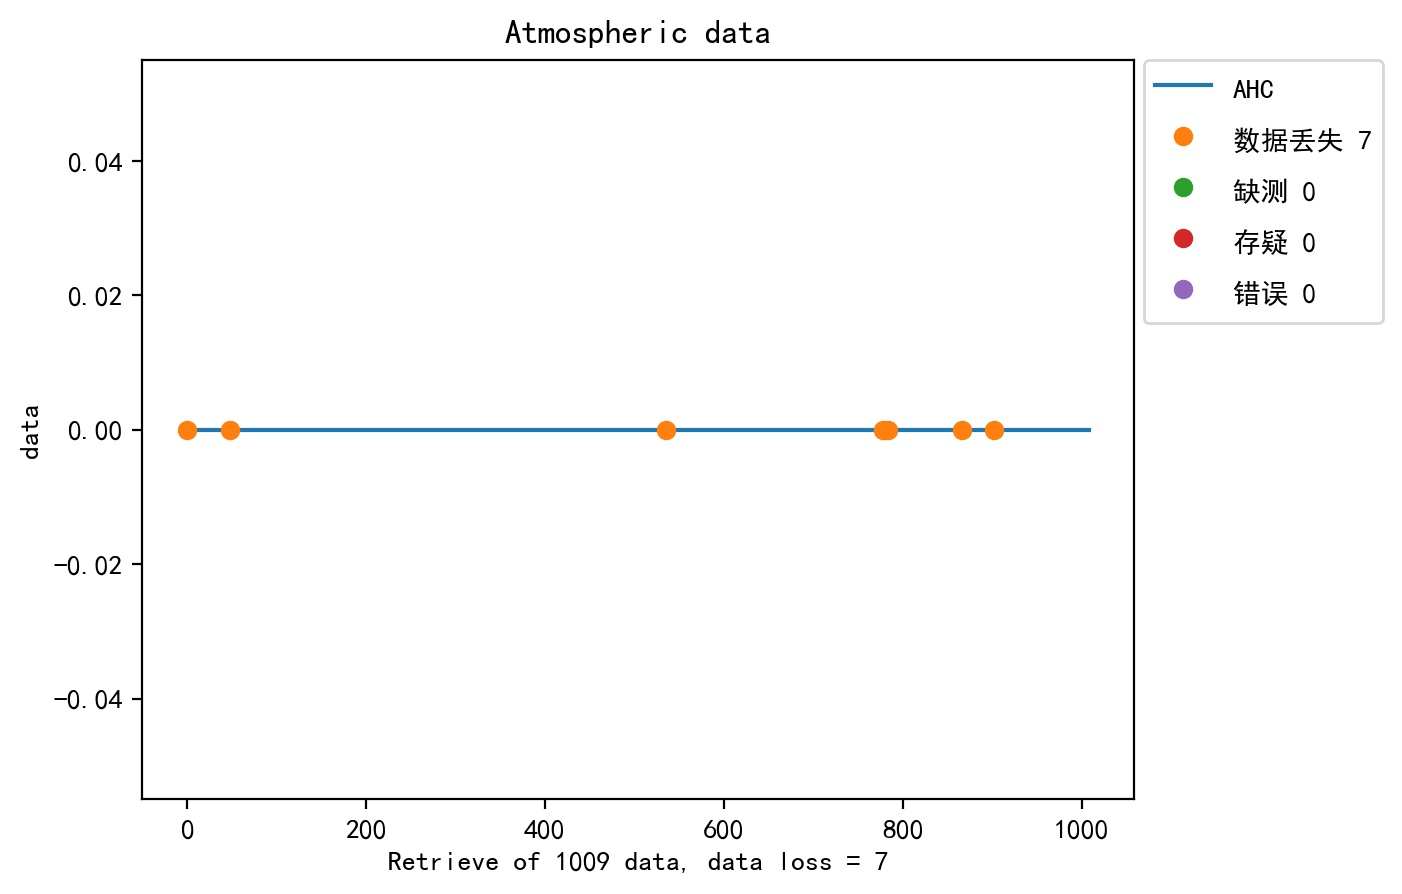 Atmospheric data
AHC
数据丢失 7
缺测 0
存疑 0
错误 0
data
0.04
0.02
0.00
-0.02
-0.04
0 200 400 600 800 1000
Retrieve of 1009 data, data loss = 7